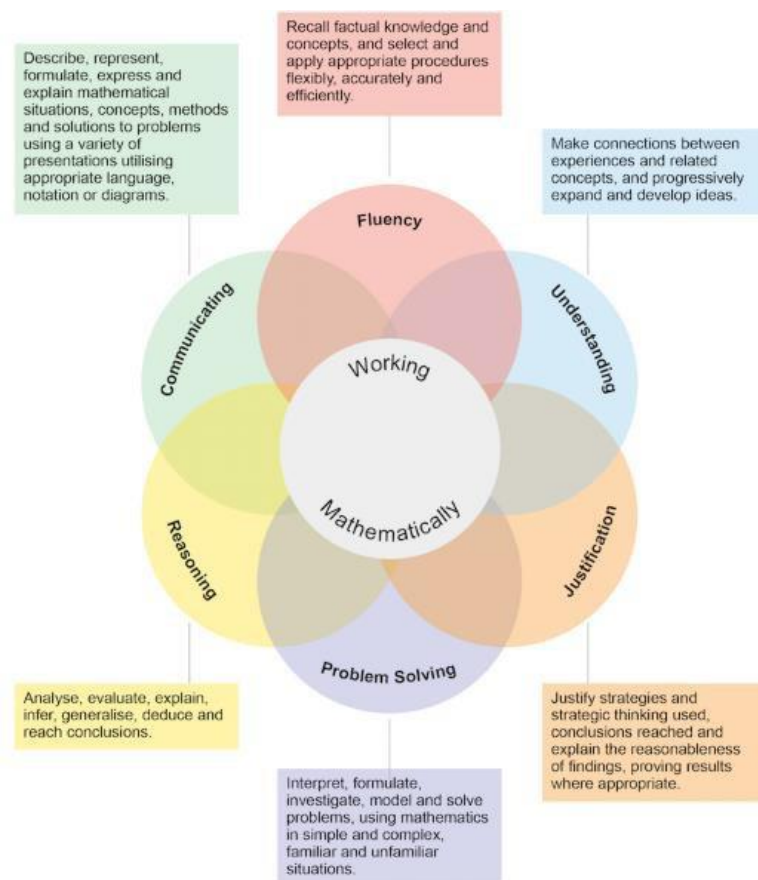 Recall factual knowledge and
concepts, and select and
apply appropriate procedures
flexibly, accurately and
efficiently.
Describe, represent,
formulate, express and
explain mathematical
situations, concepts, methods
and solutions to problems
using a variety of
presentations utilising
appropriate language,
notation or diagrams.
Make connections between
experiences and related
concepts, and progressively
expand and develop ideas.
Fluency
Communicating
Understanding
Working
Mathematically
Reasoning
Justification
Problem Solving
Analyse, evaluate, explain,
infer, generalise, deduce and
reach conclusions.
Justify strategies and
strategic thinking used,
conclusions reached and
explain the reasonableness
of findings, proving results
where appropriate.
Interpret, formulate,
investigate, model and solve
problems, using mathematics
in simple and complex,
familiar and unfamiliar
situations.